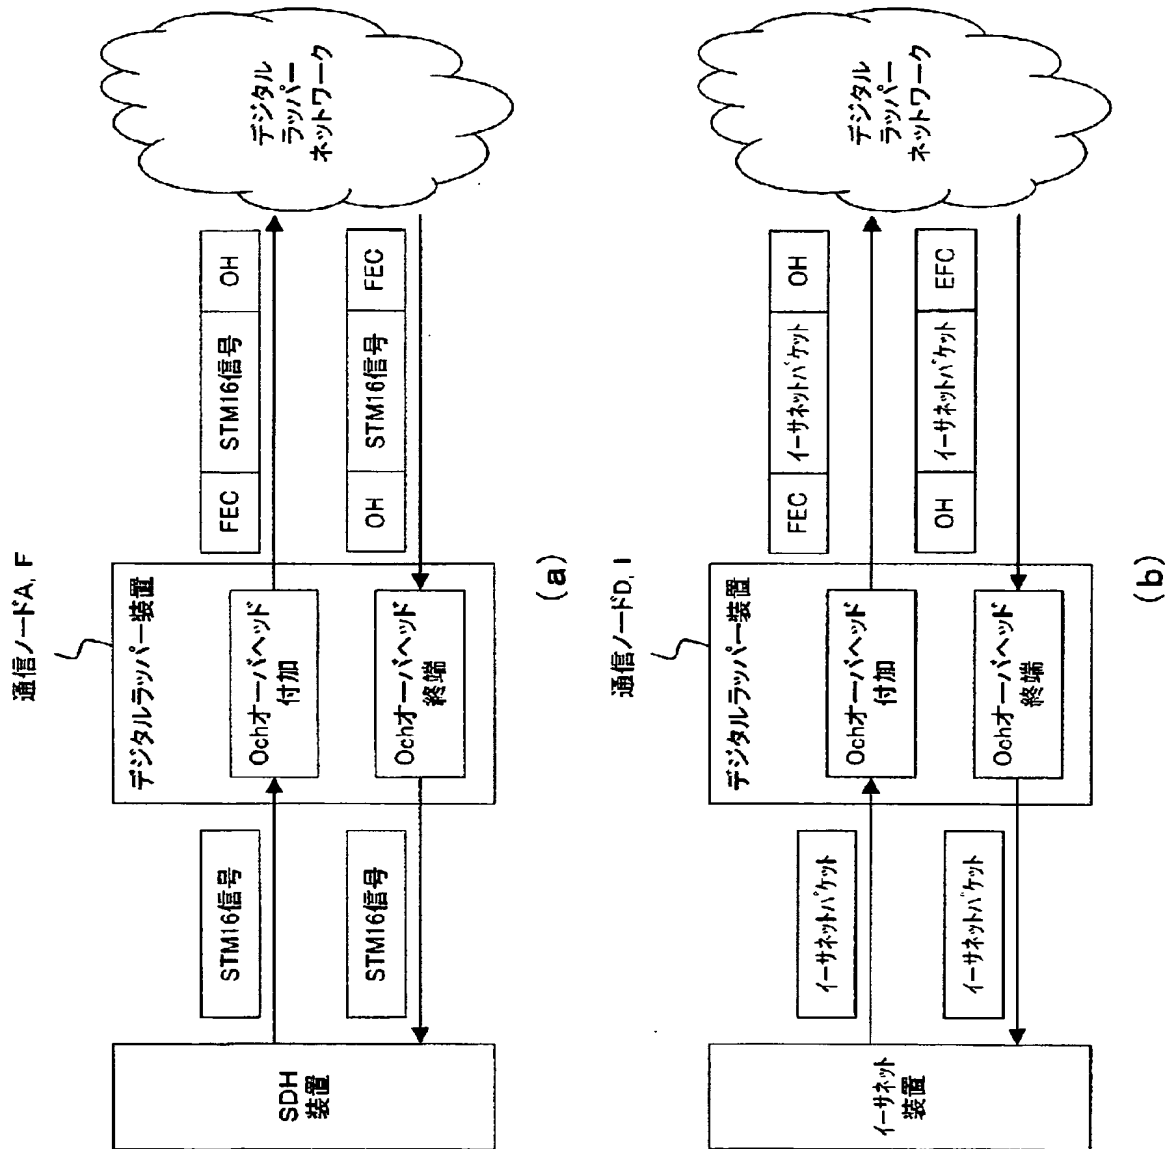 通信ノードA, F
デジタルラッパー装置
SDH
装置
STM16信号
Ochオーバヘッド
付加
FEC
STM16信号
OH
デジタル
ラッパー
ネットワーク
STM16信号
Ochオーバヘッド
終端
OH
STM16信号
FEC
(a)
通信ノードD, I
デジタルラッパー装置
イーサネット
装置
イーサネットパケット
Ochオーバヘッド
付加
FEC
イーサネットパケット
OH
デジタル
ラッパー
ネットワーク
イーサネットパケット
Ochオーバヘッド
終端
OH
イーサネットパケット
EFC
(b)